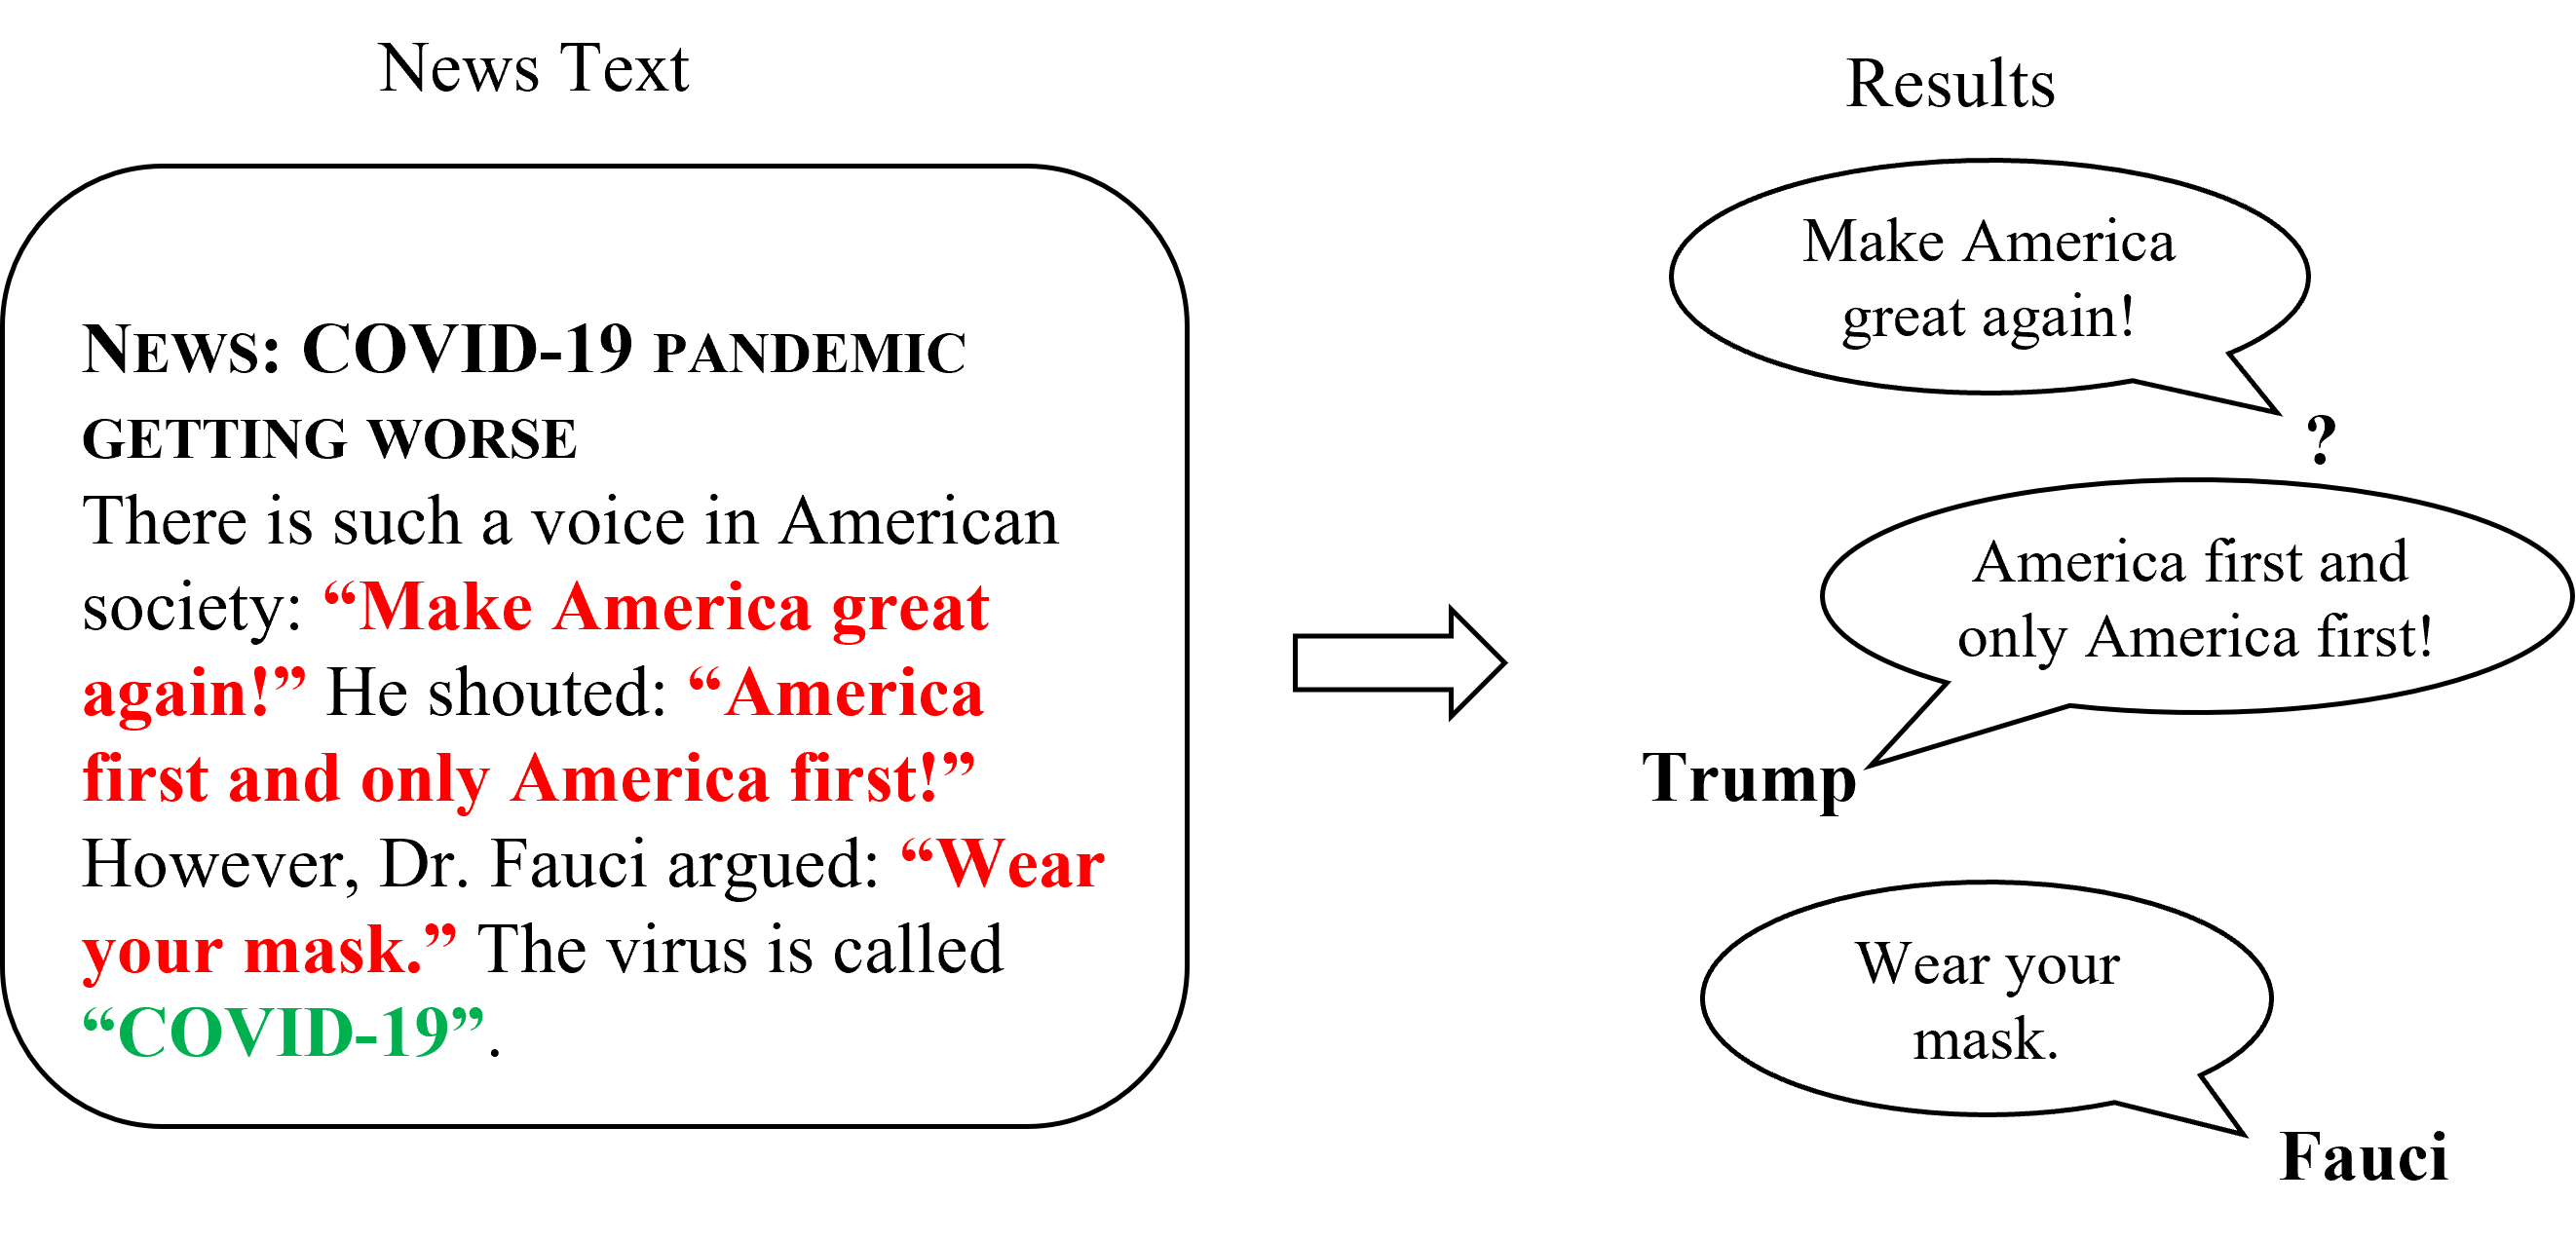 News Text
NEWS: COVID-19 PANDEMIC
GETTING WORSE
There is such a voice in American
society: “Make America great
again!” He shouted: “America
first and only America first!”
However, Dr. Fauci argued: “Wear
your mask.” The virus is called
“COVID-19”.
Results
Make America
great again!
?
America first and
only America first!
Trump
Wear your
mask.
Fauci